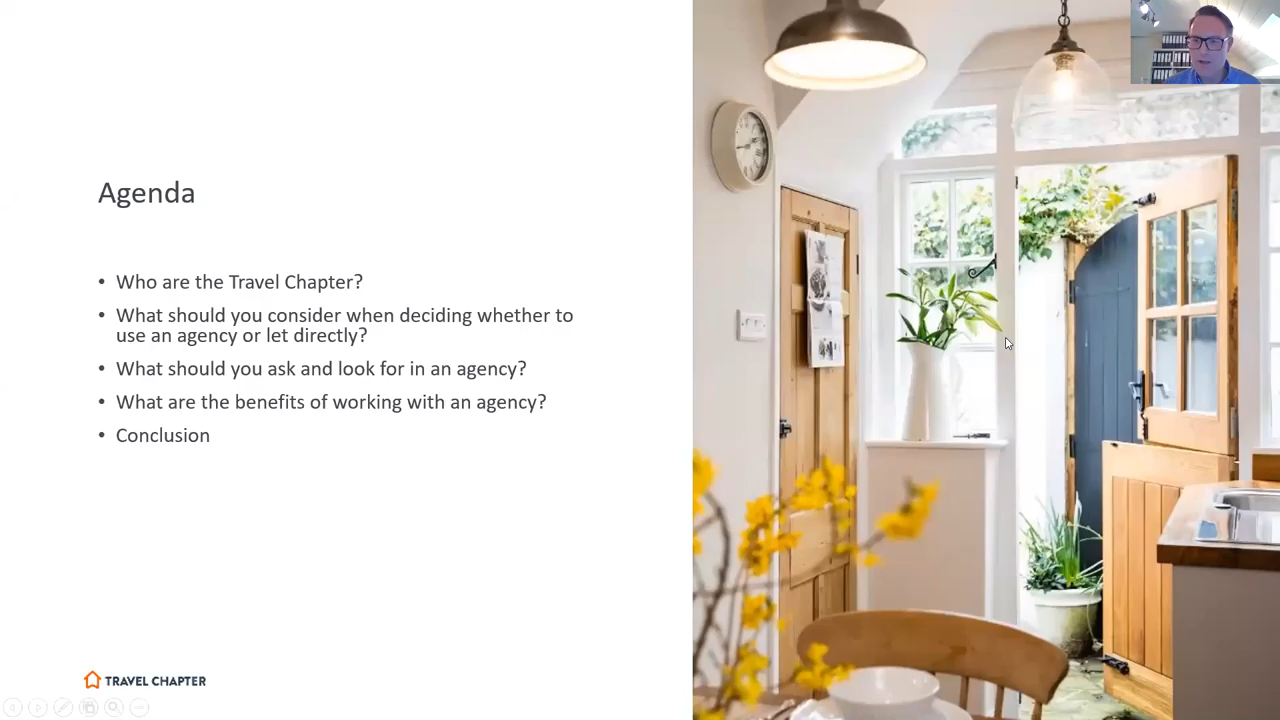 Agenda
• Who are the Travel Chapter?
• What should you consider when deciding whether to
use an agency or let directly?
• What should you ask and look for in an agency?
• What are the benefits of working with an agency?
• Conclusion
TRAVEL CHAPTER